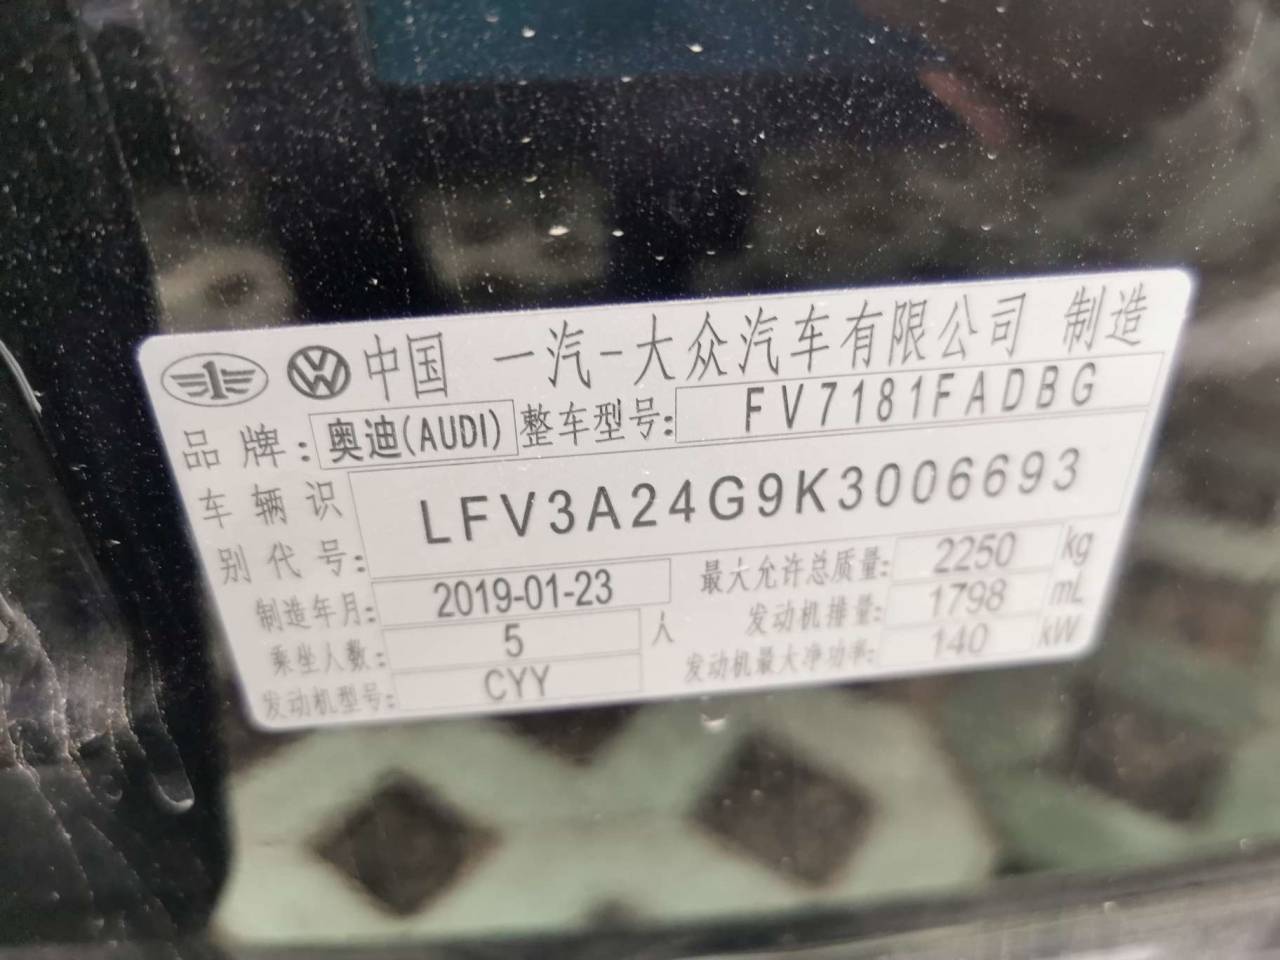 中国 一汽-大众汽车有限公司 制造
品牌: 奥迪(AUDI) 整车型号: FV7181FADBG
车辆识别代号: LFV3A24G9K3006693
制造年月: 2019-01-23 最大允许总质量: 2250 kg
乘坐人数: 5 人 发动机排量: 1798 mL
发动机型号: CYY 发动机最大净功率: 140 kW